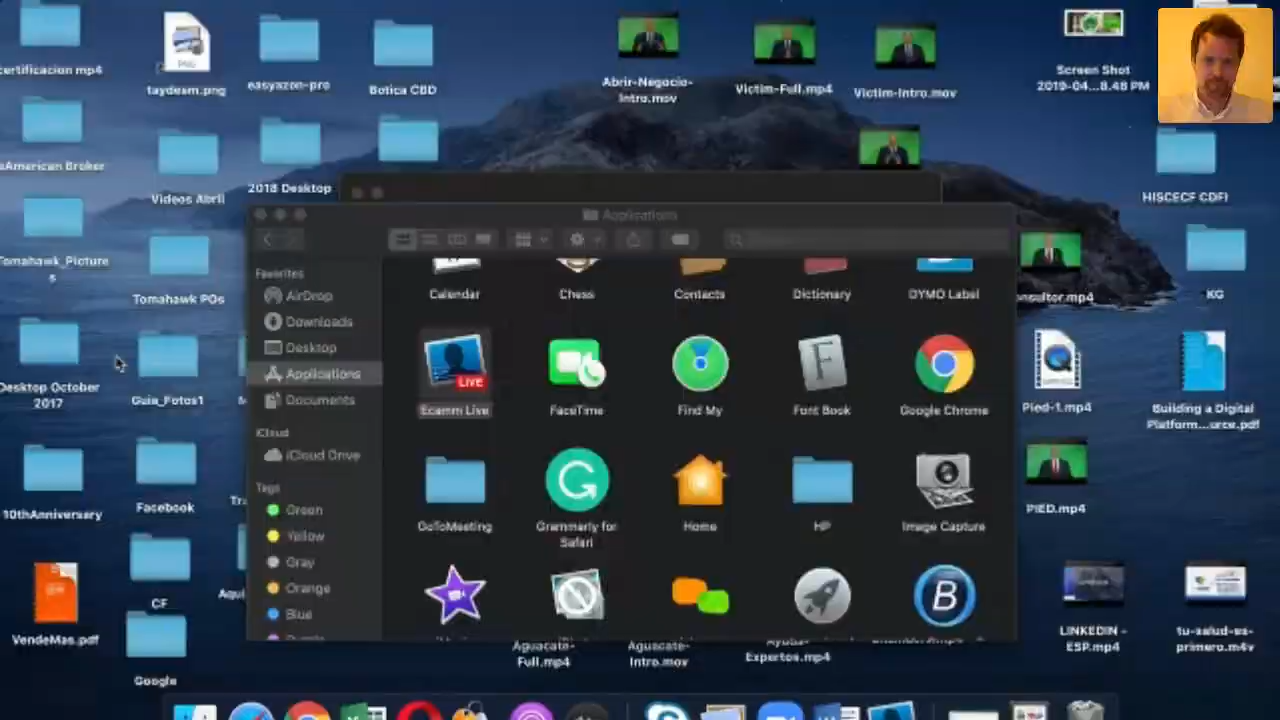 certificacion mp4
PNG
taydeam.png
easyazon-pro
Botica CBD
Abrir-Negocio-
Intro.mov
Victim-Full.mp4
Victim-Intro.mov
Screen Shot
2019-04...8.48 PM
American Broker
Videos Abril
2018 Desktop
HISCECF CDFI
Applications
Favorites
AirDrop
Downloads
Desktop
Applications
Documents
iCloud
iCloud Drive
Tags
Green
Yellow
Gray
Orange
Blue
Calendar
Chess
Contacts
Dictionary
DYMO Label
LIVE
Ecamm Live
FaceTime
Find My
Font Book
Google Chrome
GoToMeeting
Grammarly for
Safari
Home
HP
Image Capture
Tomahawk_Picture
s
Tomahawk POs
nsultor.mp4
KG
Desktop October
2017
Guia_Fotos1
Pied-1.mp4
Building a Digital
Platform...urce.pdf
10thAnniversary
Facebook
PIED.mp4
VendeMas.pdf
CF
Google
Aguacate-
Full.mp4
Aguacate-
Intro.mov
Expertos.mp4
LINKEDIN -
ESP.mp4
tu-salud-es-
primero.m4v